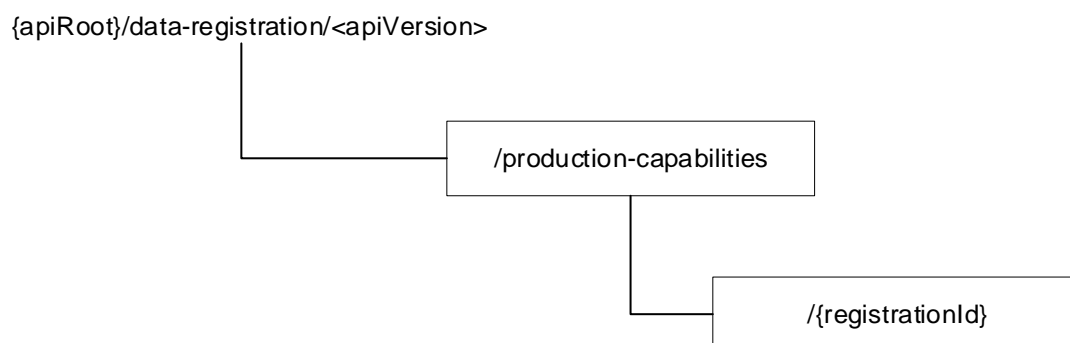 {apiRoot}/data-registration/<apiVersion>
/production-capabilities
/{registrationId}